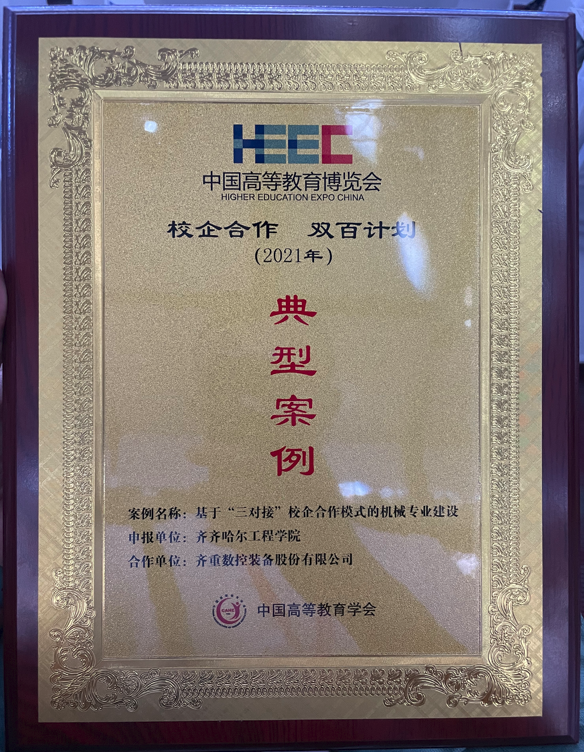 HEEC
中国高等教育博览会
HIGHER EDUCATION EXPO CHINA
校企合作 双百计划
(2021年)
典
型
案
例
案例名称：基于“三对接”校企合作模式的机械专业建设
申报单位：齐齐哈尔工程学院
合作单位：齐重数控装备股份有限公司
中国高等教育学会